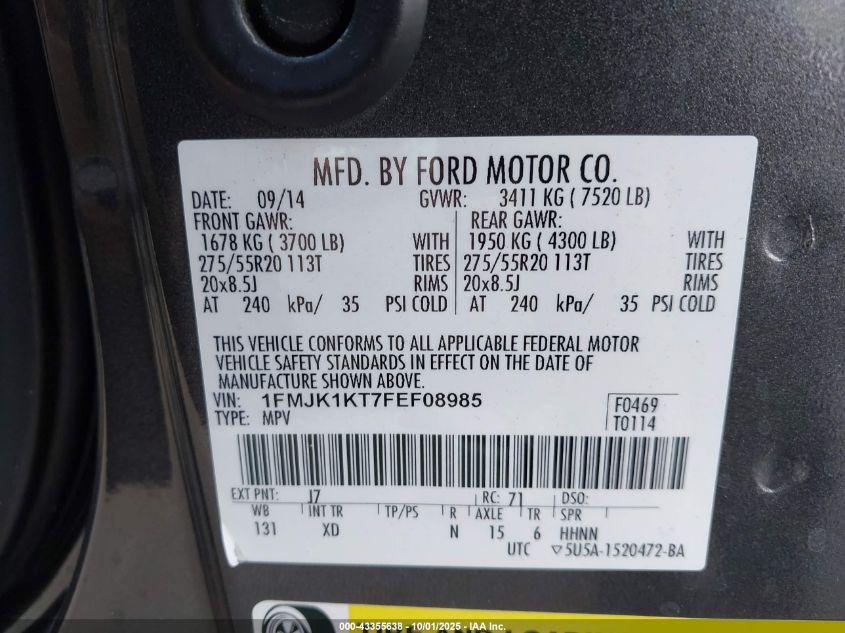 MFD. BY FORD MOTOR CO.
DATE: 09/14 GVWR: 3411 KG ( 7520 LB)
FRONT GAWR: REAR GAWR:
1678 KG ( 3700 LB) WITH 1950 KG ( 4300 LB) WITH
275/55R20 113T TIRES 275/55R20 113T TIRES
20x8.5J RIMS 20x8.5J RIMS
AT 240 kPa/ 35 PSI COLD AT 240 kPa/ 35 PSI COLD
THIS VEHICLE CONFORMS TO ALL APPLICABLE FEDERAL MOTOR
VEHICLE SAFETY STANDARDS IN EFFECT ON THE DATE OF
MANUFACTURE SHOWN ABOVE.
VIN: 1FMJK1KT7FEF08985 F0469
TYPE: MPV T0114
EXT PNT: J7 RC: 71 DSO:
WB INT TR TP/PS R AXLE TR SPR
131 XD N 15 6 HHNN
UTC ▽5U5A-1520472-BA
000-43355638 - 10/01/2025 - IAA Inc.